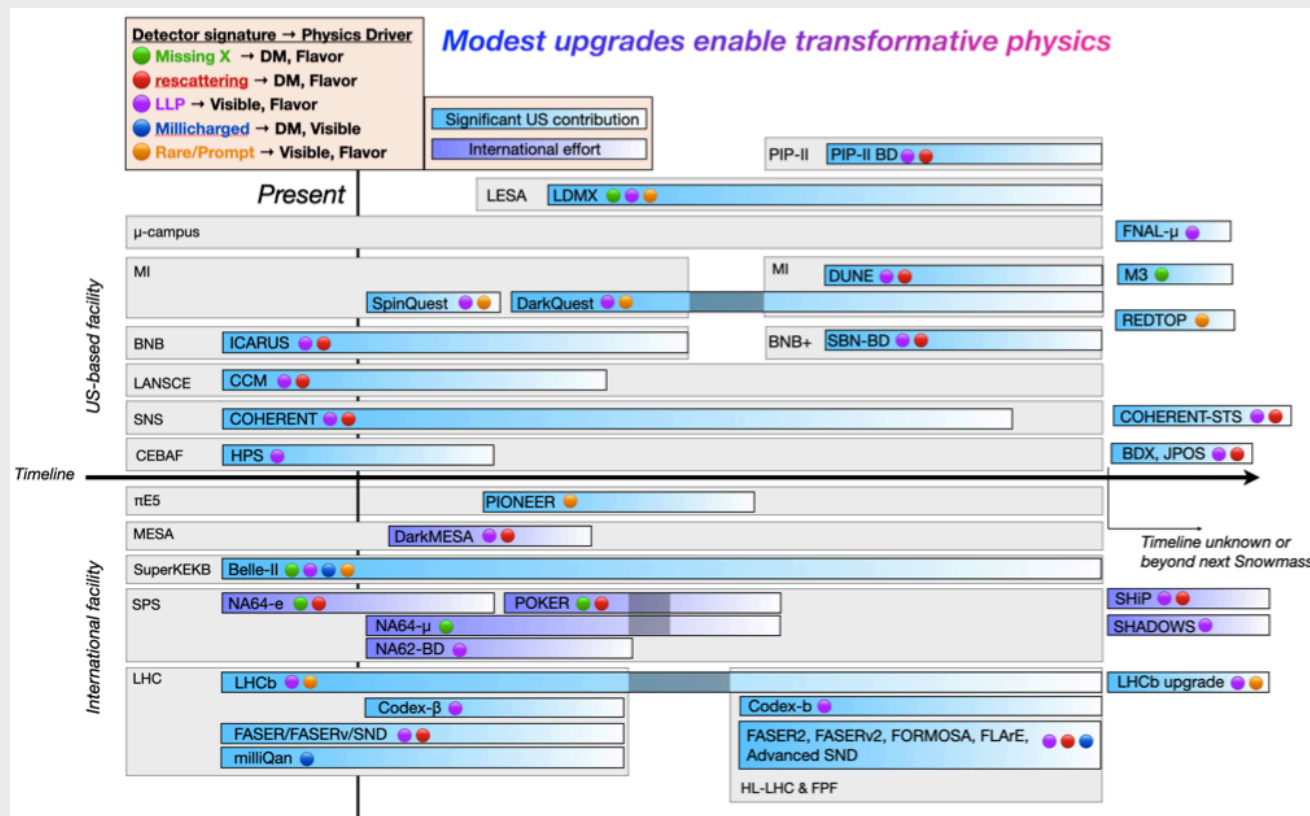 Modest upgrades enable transformative physics
Detector signature → Physics Driver
Missing X → DM, Flavor
rescattering → DM, Flavor
LLP → Visible, Flavor
Millicharged → DM, Visible
Rare/Prompt → Visible, Flavor
Significant US contribution
International effort
Present
PIP-II
PIP-II BD
LESA
LDMX
μ-campus
FNAL-μ
MI
MI
DUNE
M3
SpinQuest
DarkQuest
REDTOP
BNB
ICARUS
BNB+
SBN-BD
LANSCE
CCM
SNS
COHERENT
COHERENT-STS
CEBAF
HPS
BDX, JPOS
US-based facility
Timeline
International facility
πE5
PIONEER
MESA
DarkMESA
Timeline unknown or
beyond next Snowmass
SuperKEKB
Belle-II
SPS
NA64-e
POKER
SHiP
NA64-μ
SHADOWS
NA62-BD
LHC
LHCb
LHCb upgrade
Codex-β
Codex-b
FASER/FASERν/SND
FASER2, FASERν2, FORMOSA, FLArE,
Advanced SND
milliQan
HL-LHC & FPF